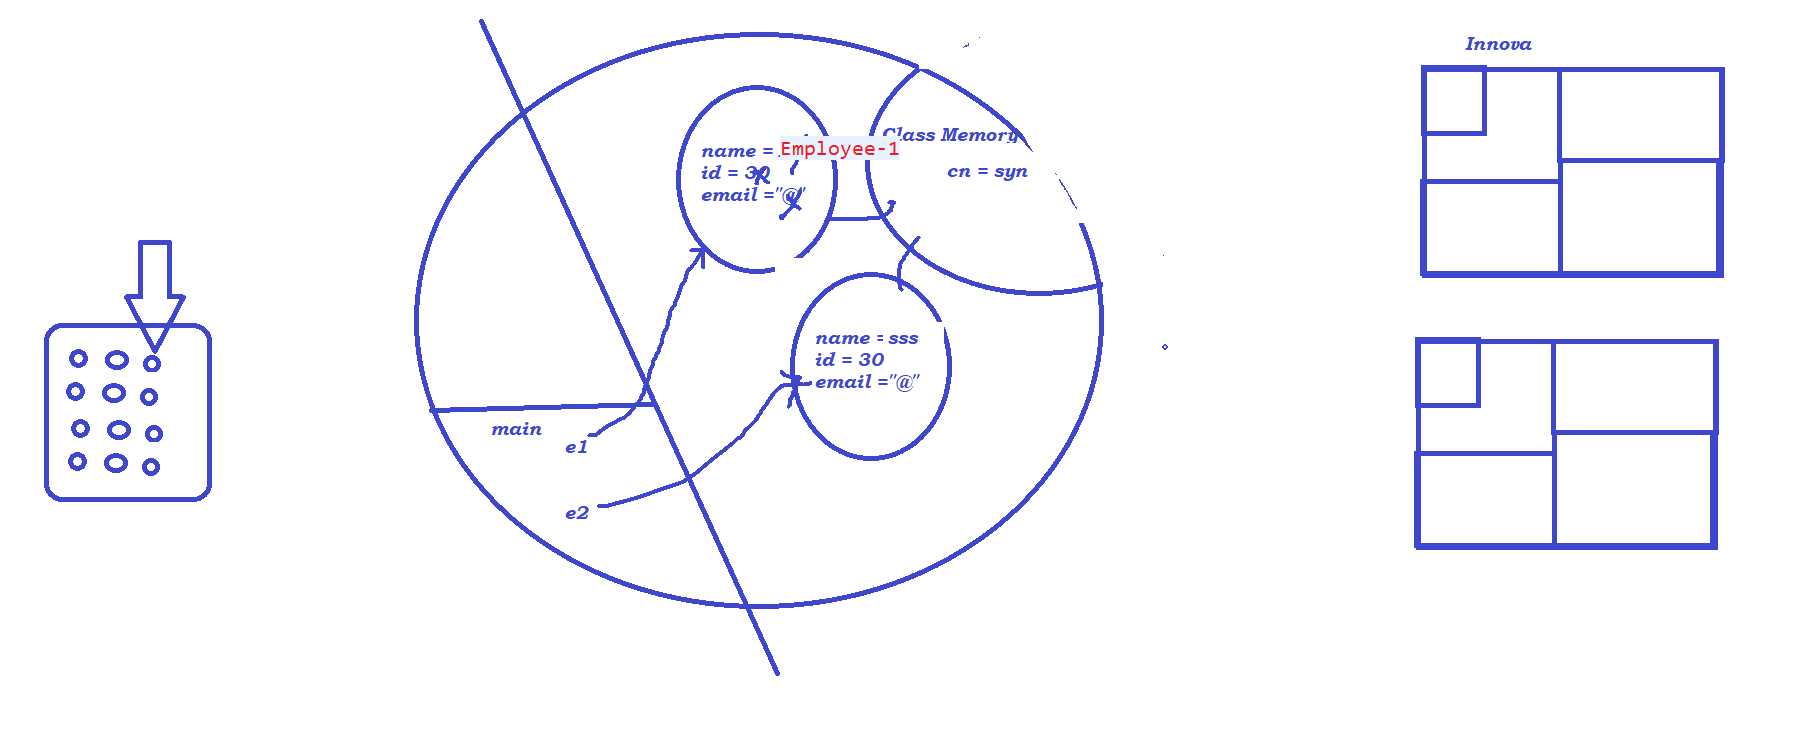 Innova
Class Memory
name = Employee-1
cn = syn
id = 30
email ="@"
name = sss
id = 30
email ="@"
main
e1
e2